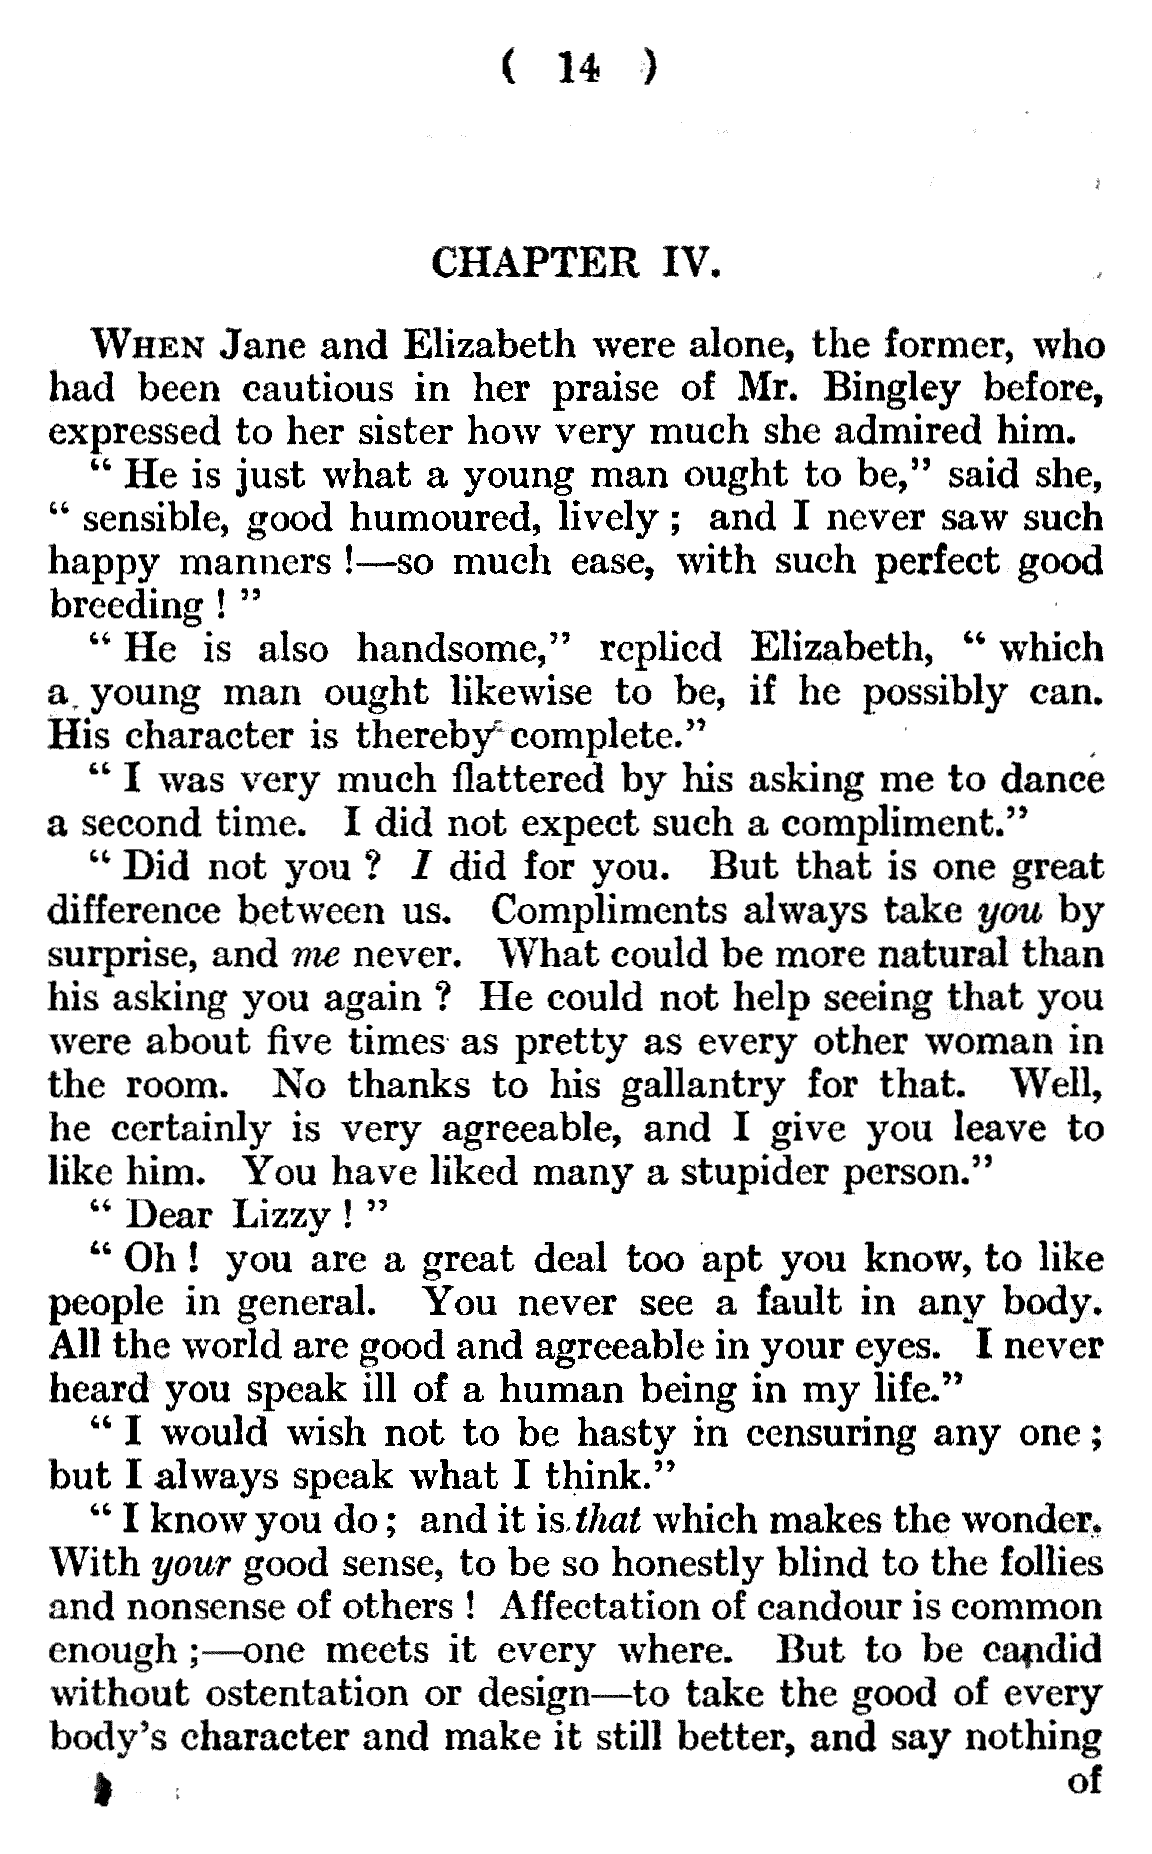 ( 14 )
CHAPTER IV.
WHEN Jane and Elizabeth were alone, the former, who
had been cautious in her praise of Mr. Bingley before,
expressed to her sister how very much she admired him.
“ He is just what a young man ought to be,” said she,
“ sensible, good humoured, lively ; and I never saw such
happy manners !—so much ease, with such perfect good
breeding ! ”
“ He is also handsome,” replied Elizabeth, “ which
a young man ought likewise to be, if he possibly can.
His character is thereby complete.”
“ I was very much flattered by his asking me to dance
a second time. I did not expect such a compliment.”
“ Did not you ? I did for you. But that is one great
difference between us. Compliments always take you by
surprise, and me never. What could be more natural than
his asking you again ? He could not help seeing that you
were about five times as pretty as every other woman in
the room. No thanks to his gallantry for that. Well,
he certainly is very agreeable, and I give you leave to
like him. You have liked many a stupider person.”
“ Dear Lizzy ! ”
“ Oh ! you are a great deal too apt you know, to like
people in general. You never see a fault in any body.
All the world are good and agreeable in your eyes. I never
heard you speak ill of a human being in my life.”
“ I would wish not to be hasty in censuring any one ;
but I always speak what I think.”
“ I know you do ; and it is that which makes the wonder.
With your good sense, to be so honestly blind to the follies
and nonsense of others ! Affectation of candour is common
enough ;—one meets it every where. But to be candid
without ostentation or design—to take the good of every
body’s character and make it still better, and say nothing
of